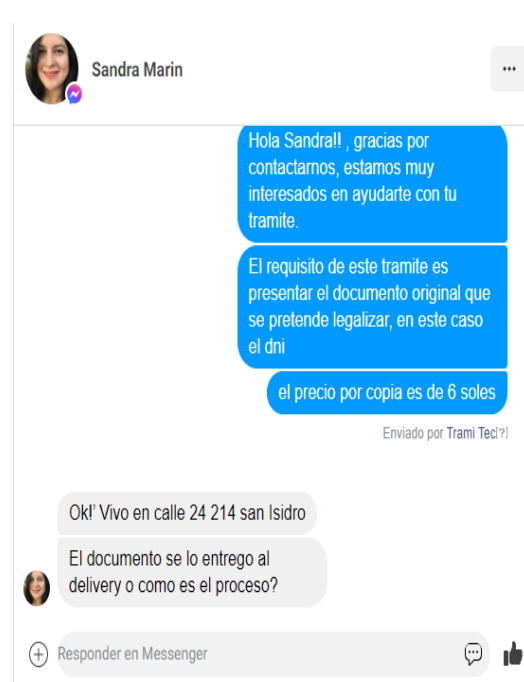 Sandra Marin
Hola Sandra!! , gracias por
contactarnos, estamos muy
interesados en ayudarte con tu
tramite.
El requisito de este tramite es
presentar el documento original que
se pretende legalizar, en este caso
el dni
el precio por copia es de 6 soles
Enviado por Trami Tec[?]
Ok!' Vivo en calle 24 214 san Isidro
El documento se lo entrego al
delivery o como es el proceso?
Responder en Messenger